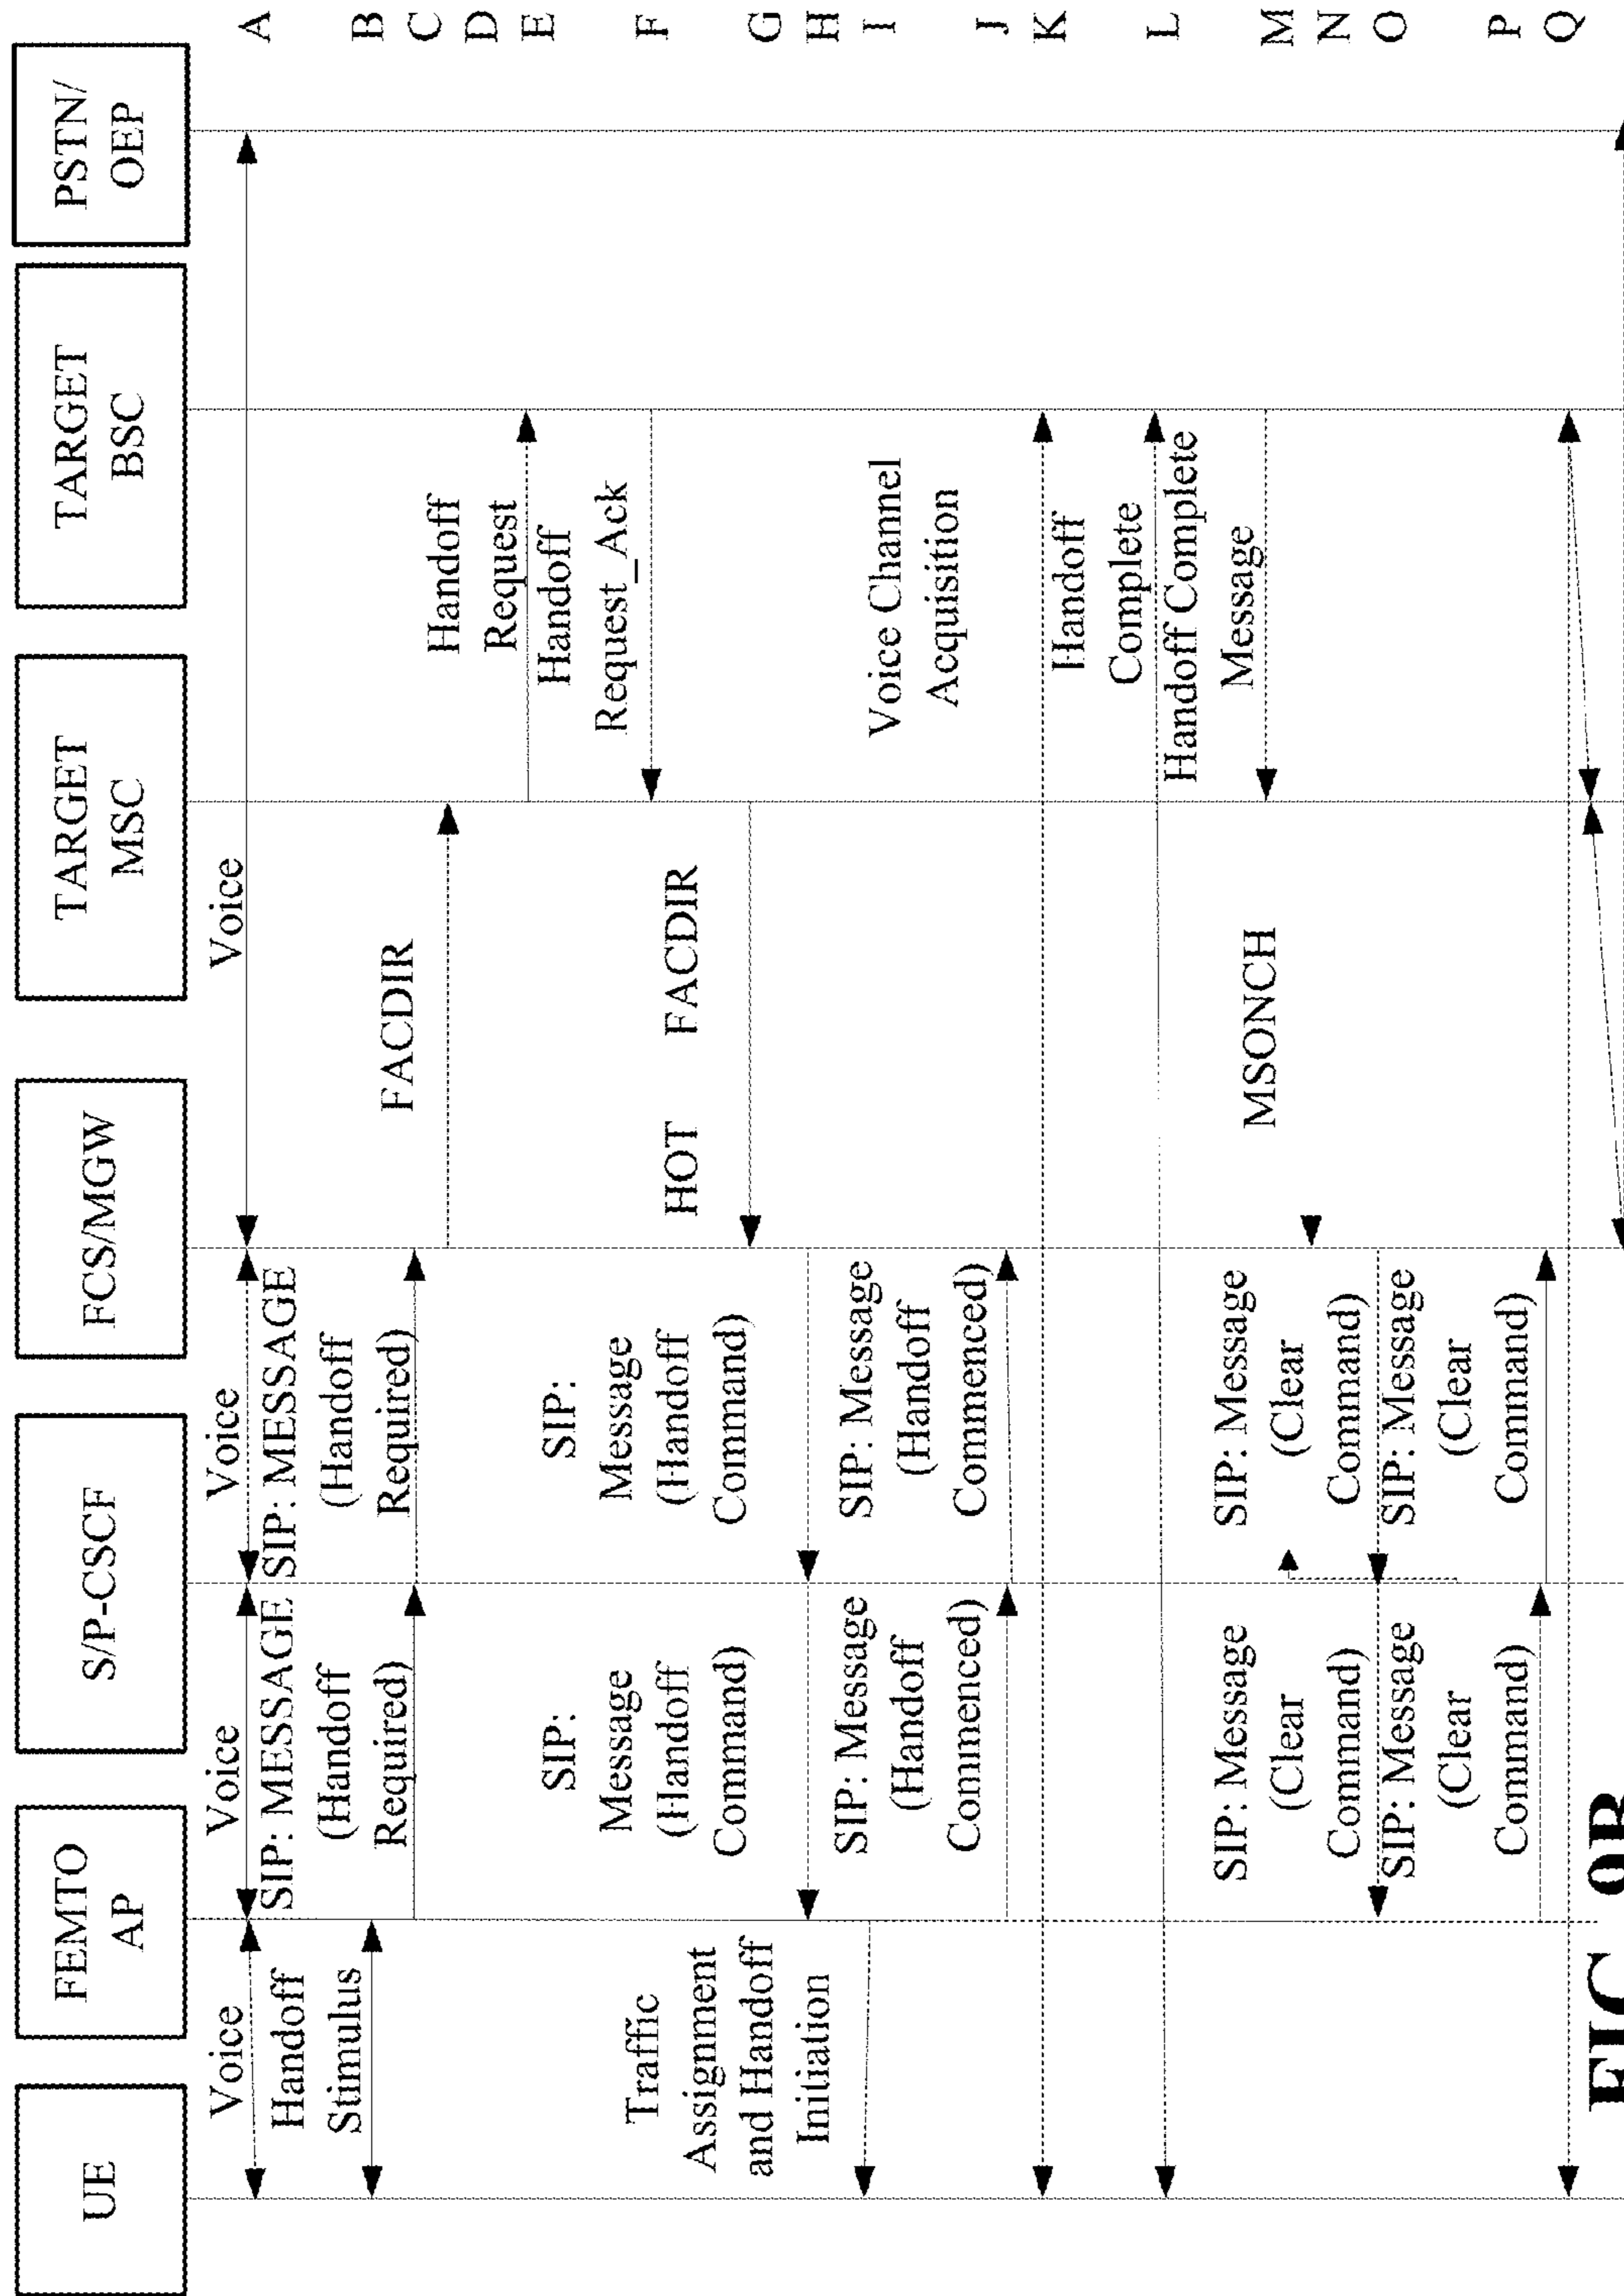 UE
FEMTO
AP
S/P-CSCF
FCS/MGW
TARGET
MSC
TARGET
BSC
PSTN/
OEP
Voice
Voice
Voice
Voice
A
Handoff
Stimulus
SIP: MESSAGE
(Handoff
Required)
SIP: MESSAGE
(Handoff
Required)
B
C
FACDIR
D
Handoff
Request
E
Handoff
Request_Ack
F
HOT FACDIR
G
SIP:
Message
(Handoff
Command)
SIP:
Message
(Handoff
Command)
H
Traffic
Assignment
and Handoff
Initiation
I
SIP: Message
(Handoff
Commenced)
SIP: Message
(Handoff
Commenced)
J
Voice Channel
Acquisition
K
Handoff
Complete
L
Handoff Complete
Message
M
MSONCH
N
SIP: Message
(Clear
Command)
SIP: Message
(Clear
Command)
O
SIP: Message
(Clear
Command)
SIP: Message
(Clear
Command)
P
Q
FIG 9B